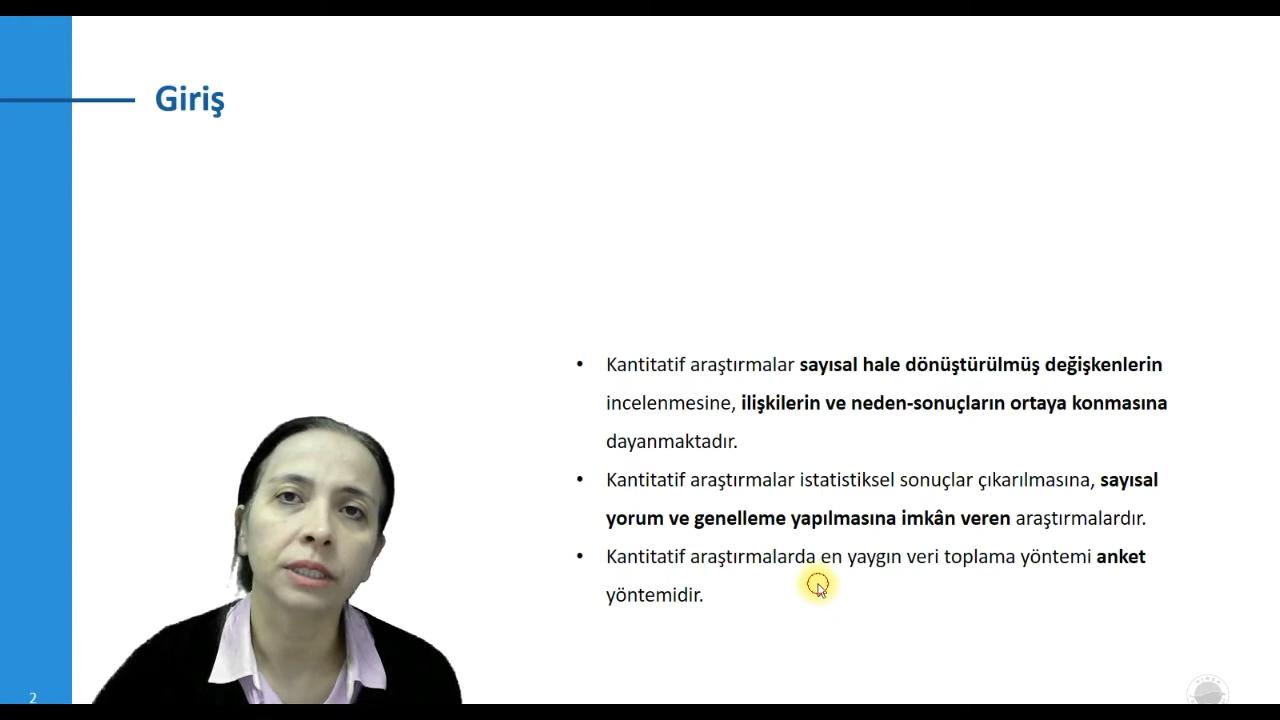 Giriş
• Kantitatif araştırmalar sayısal hale dönüştürülmüş değişkenlerin
incelenmesine, ilişkilerin ve neden-sonuçların ortaya konmasına
dayanmaktadır.
• Kantitatif araştırmalar istatistiksel sonuçlar çıkarılmasına, sayısal
yorum ve genelleme yapılmasına imkân veren araştırmalardır.
• Kantitatif araştırmalarda en yaygın veri toplama yöntemi anket
yöntemidir.
2